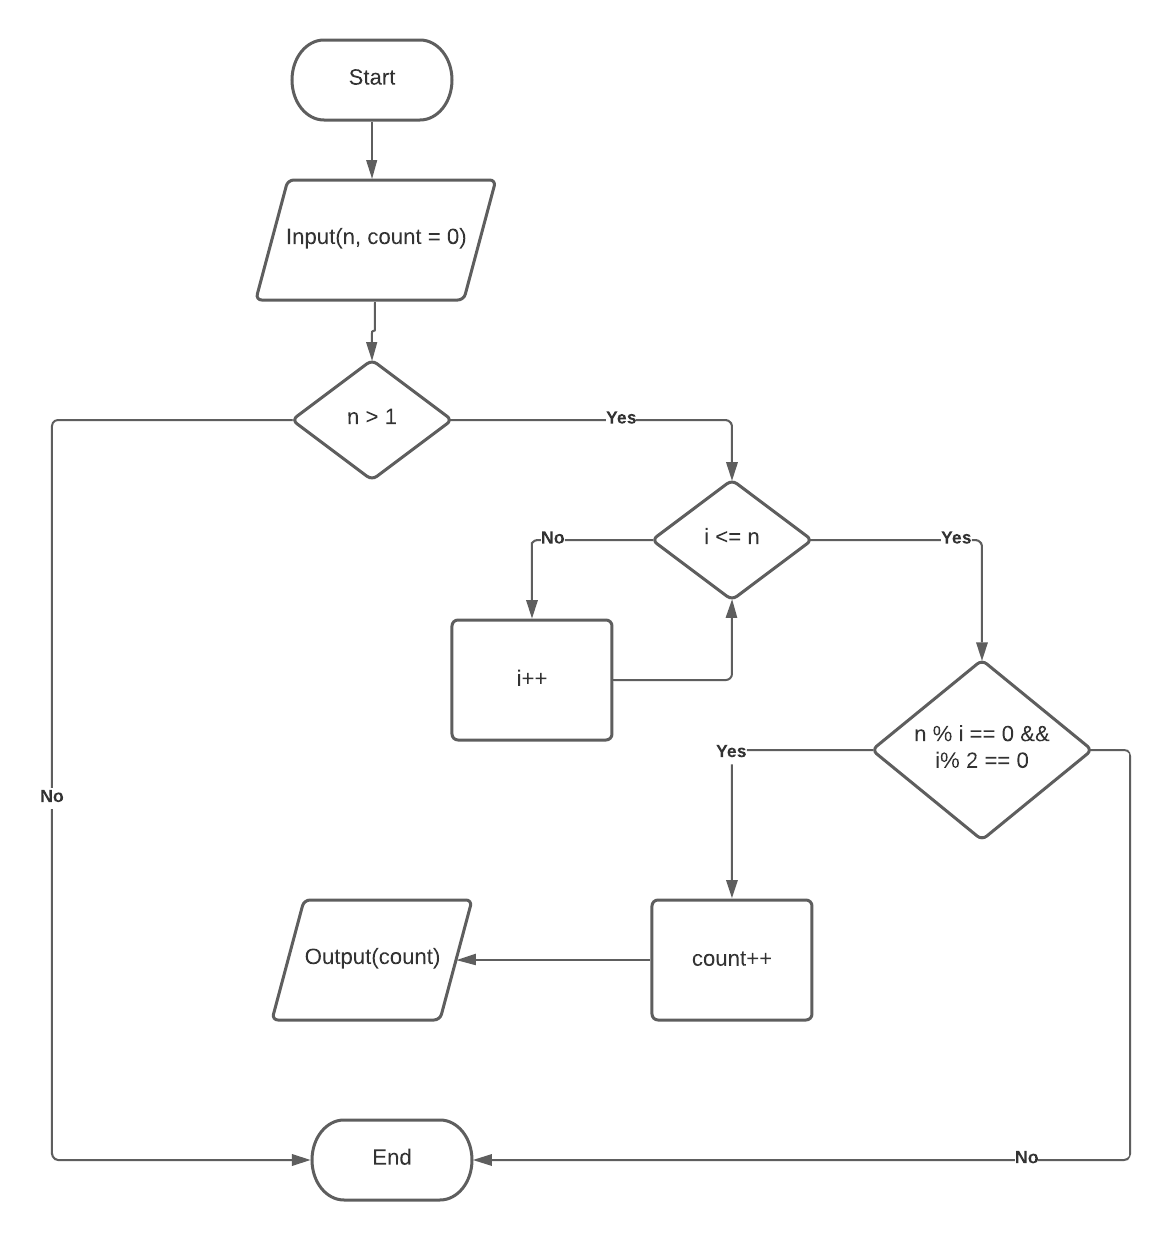 Start
Input(n, count = 0)
n > 1
Yes
i <= n
No
Yes
i++
n % i == 0 &&
i% 2 == 0
Yes
No
Output(count)
count++
End
No